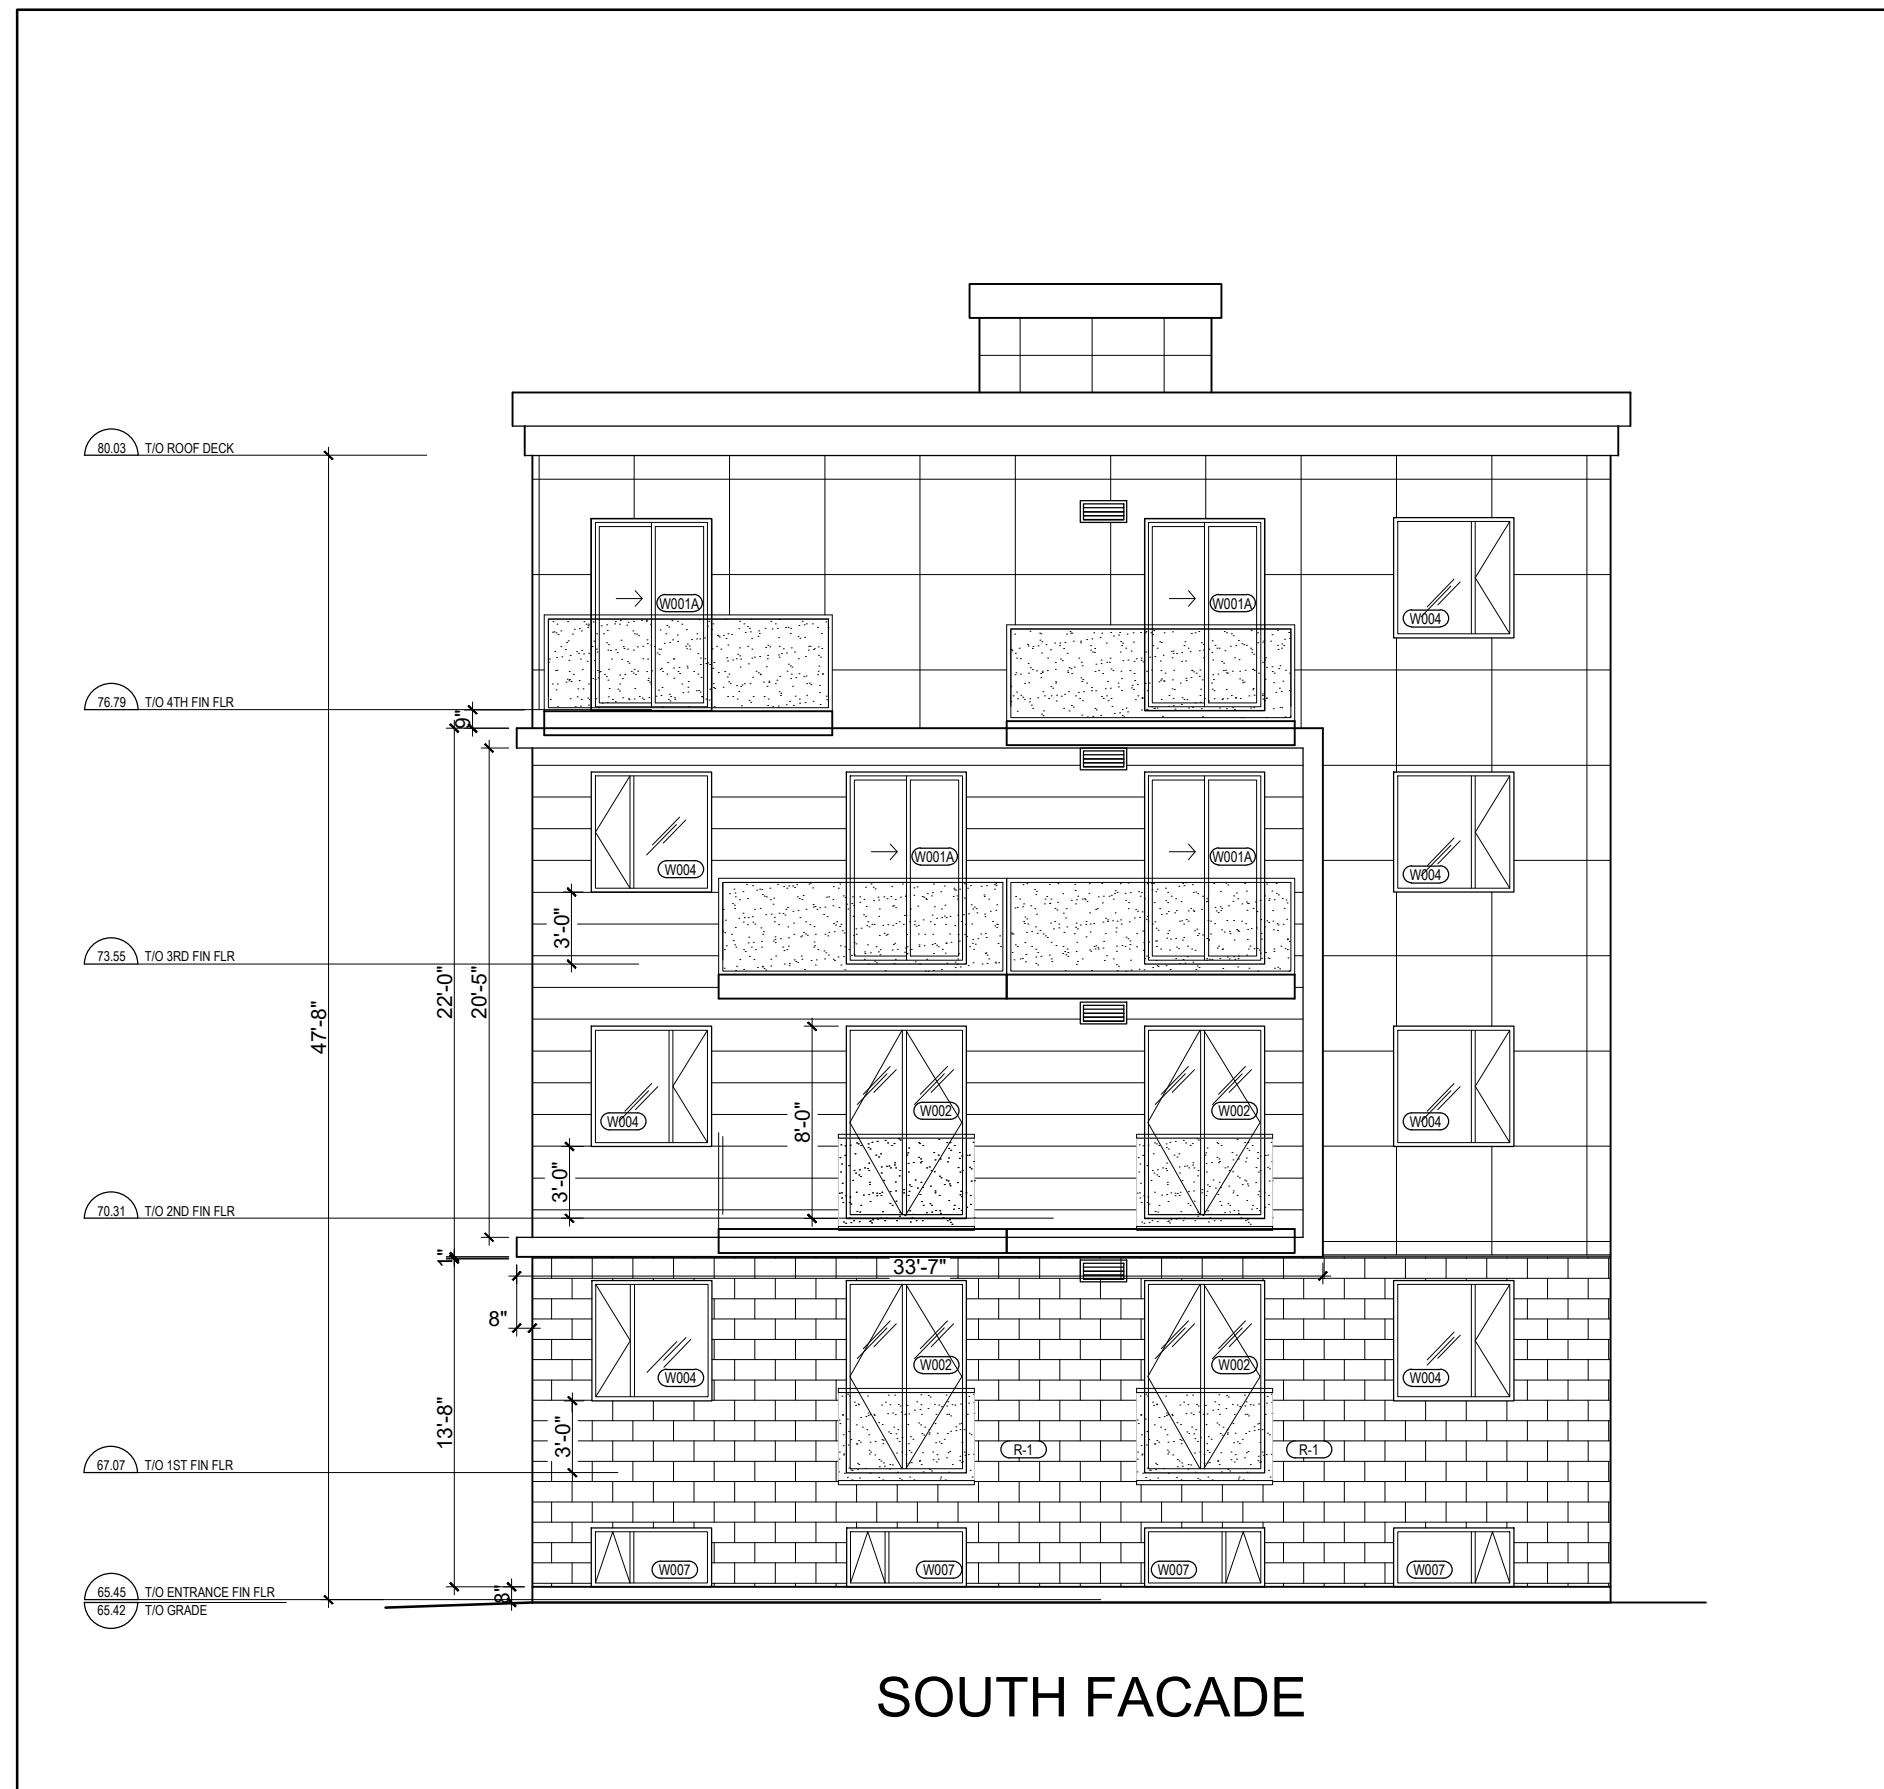 80.03 T/O ROOF DECK
W001A W001A W004
76.79 T/O 4TH FIN FLR
9"
W004 W001A W001A W004
3'-0"
73.55 T/O 3RD FIN FLR
47'-8" 22'-0" 20'-5"
W004 8'-0" W002 W002 W004
3'-0"
70.31 T/O 2ND FIN FLR
1"
33'-7"
8"
W004 W002 W002 W004
13'-8" 3'-0" R-1 R-1
67.07 T/O 1ST FIN FLR
W007 W007 W007 W007
65.45 T/O ENTRANCE FIN FLR 8"
65.42 T/O GRADE
SOUTH FACADE